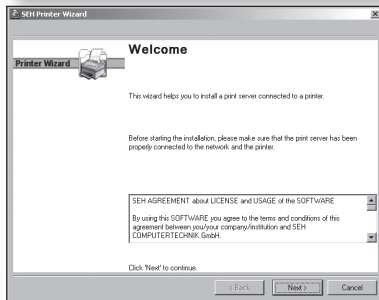 SEH Printer Wizard
Welcome
Printer Wizard
This wizard helps you to install a print server connected to a printer.
Before starting the installation, please make sure that the print server has been
properly connected to the network and the printer.
SEH AGREEMENT about LICENSE and USAGE of the SOFTWARE
By using this SOFTWARE you agree to the terms and conditions of this
agreement between you/your company/institution and SEH
COMPUTERTECHNIK GmbH.
Click 'Next' to continue.
< Back
Next >
Cancel